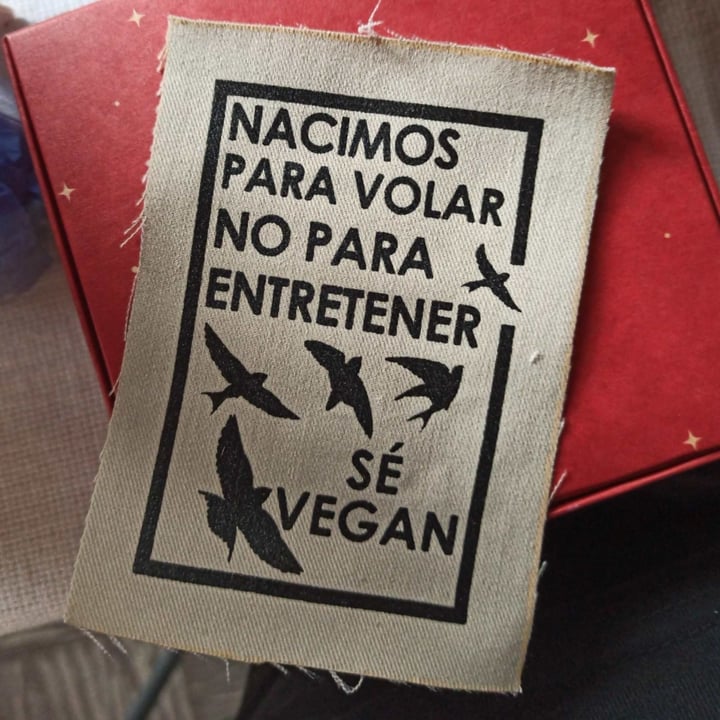 NACIMOS
PARA VOLAR
NO PARA
ENTRETENER
SÉ
VEGAN